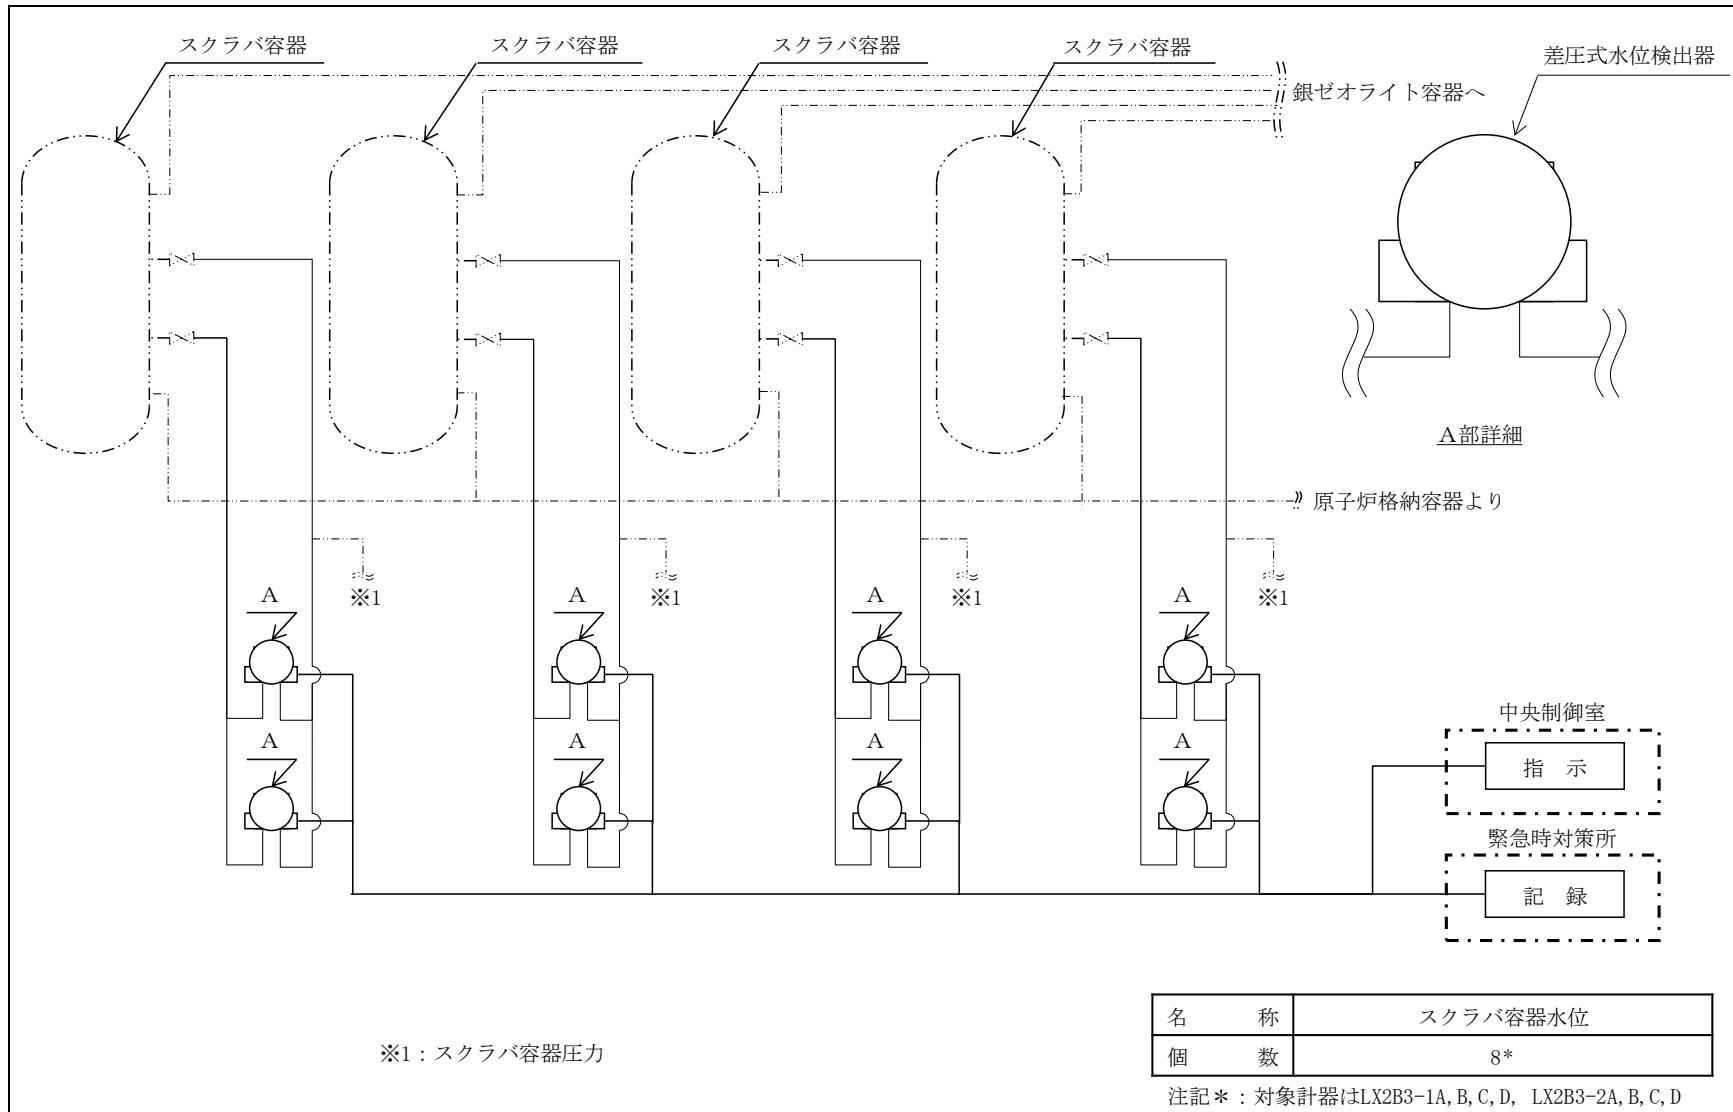 スクラバ容器
スクラバ容器
スクラバ容器
スクラバ容器
差圧式水位検出器
銀ゼオライト容器へ
A部詳細
原子炉格納容器より
※1
※1
※1
※1
A
A
A
A
A
A
A
A
中央制御室
指　示
緊急時対策所
記　録
名　称　スクラバ容器水位
個　数　8*
※1：スクラバ容器圧力
注記＊：対象計器はLX2B3-1A,B,C,D, LX2B3-2A,B,C,D